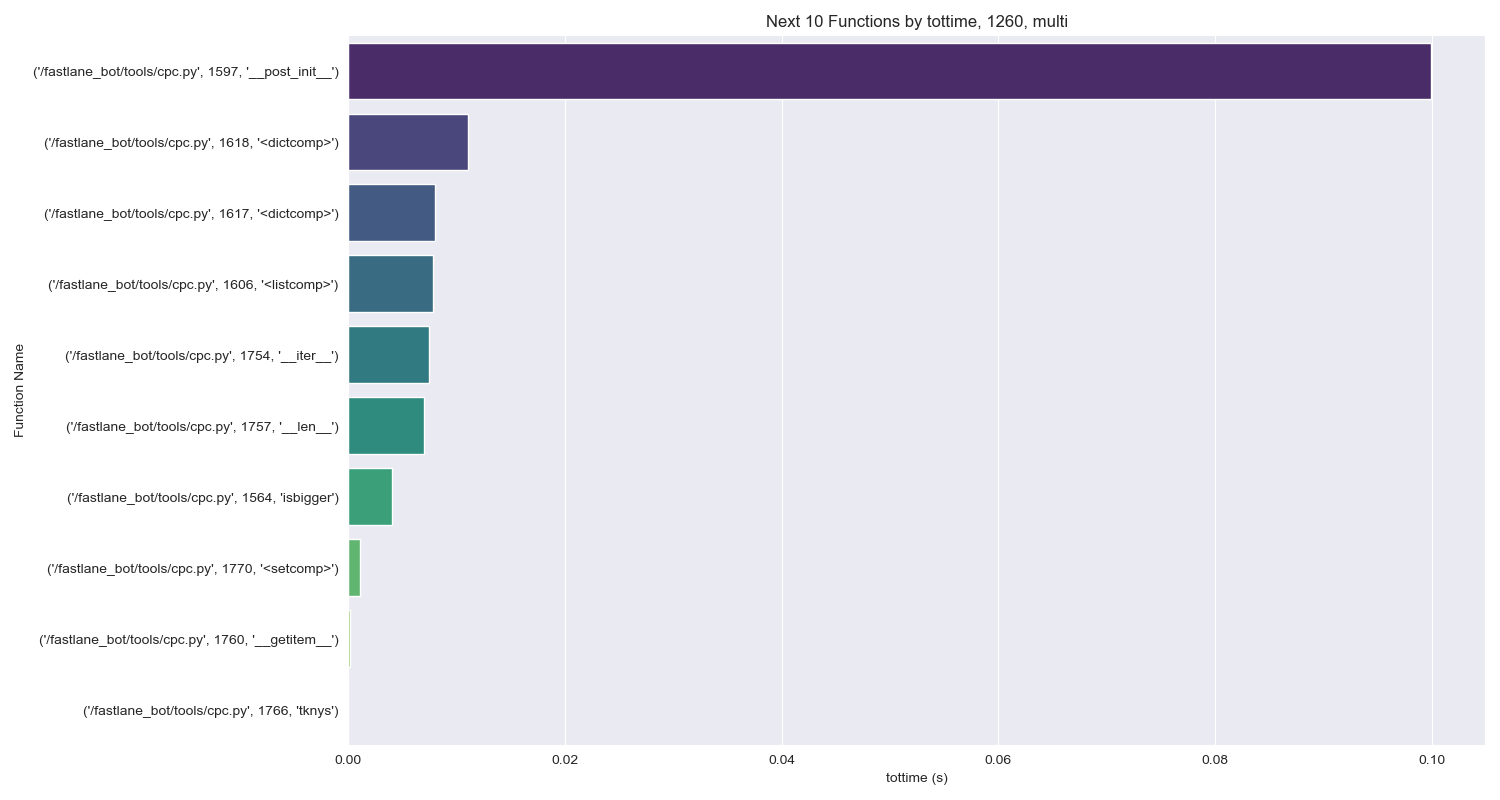 Next 10 Functions by tottime, 1260, multi
('/fastlane_bot/tools/cpc.py', 1597, '__post_init__')
('/fastlane_bot/tools/cpc.py', 1618, '<dictcomp>')
('/fastlane_bot/tools/cpc.py', 1617, '<dictcomp>')
('/fastlane_bot/tools/cpc.py', 1606, '<listcomp>')
('/fastlane_bot/tools/cpc.py', 1754, '__iter__')
('/fastlane_bot/tools/cpc.py', 1757, '__len__')
('/fastlane_bot/tools/cpc.py', 1564, 'isbigger')
('/fastlane_bot/tools/cpc.py', 1770, '<setcomp>')
('/fastlane_bot/tools/cpc.py', 1760, '__getitem__')
('/fastlane_bot/tools/cpc.py', 1766, 'tknys')
Function Name
0.00 0.02 0.04 0.06 0.08 0.10
tottime (s)